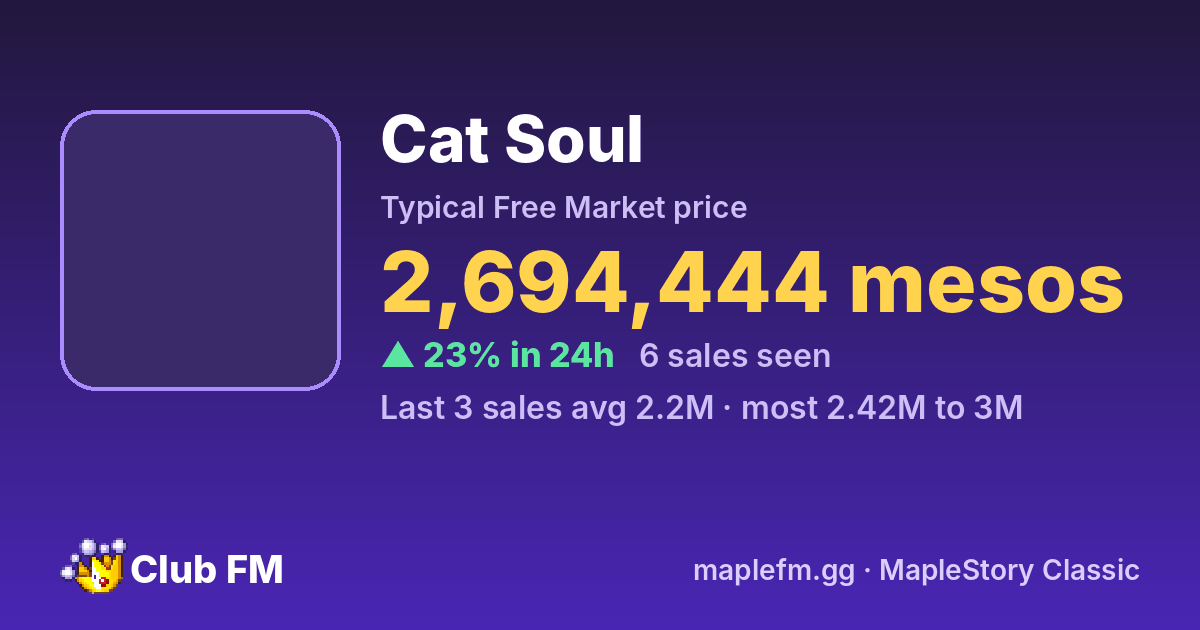 Cat Soul
Typical Free Market price
2,694,444 mesos
▲ 23% in 24h 6 sales seen
Last 3 sales avg 2.2M · most 2.42M to 3M
Club FM
maplefm.gg · MapleStory Classic